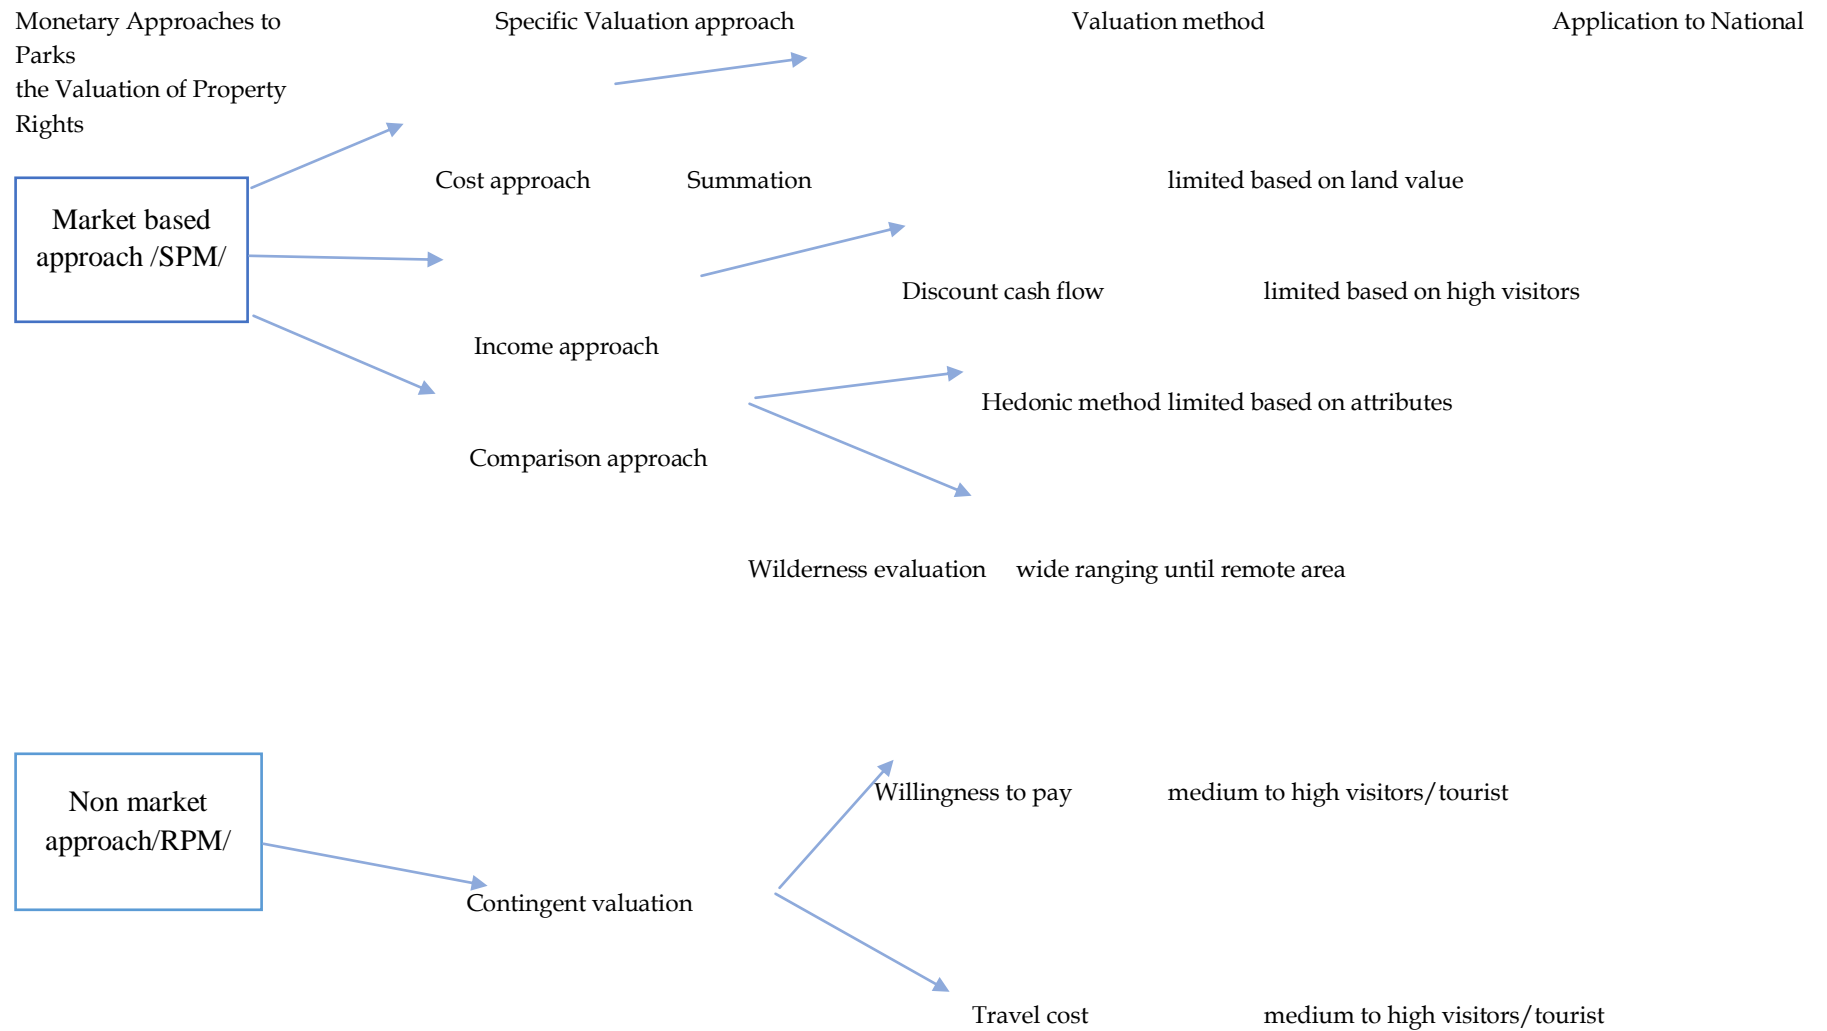 Monetary Approaches to Specific Valuation approach Valuation method Application to National
Parks
the Valuation of Property
Rights
Cost approach Summation limited based on land value
Market based
approach /SPM/
Discount cash flow limited based on high visitors
Income approach
Hedonic method limited based on attributes
Comparison approach
Wilderness evaluation wide ranging until remote area
Non market
approach/RPM/
Willingness to pay medium to high visitors/tourist
Contingent valuation
Travel cost medium to high visitors/tourist